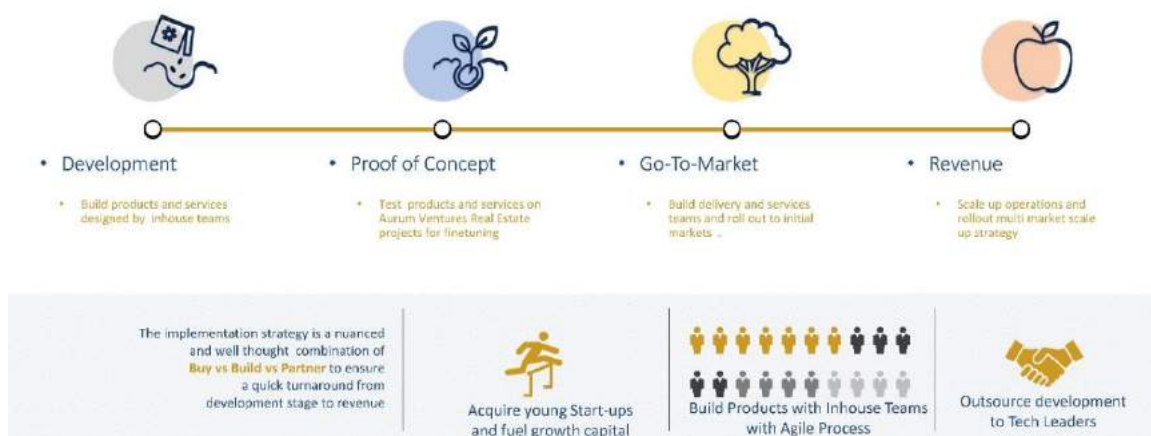 • Development
• Build products and services
designed by inhouse teams
• Proof of Concept
• Test products and services on
Aurum Ventures Real Estate
projects for finetuning
• Go-To-Market
• Build delivery and services
teams and roll out to initial
markets .
• Revenue
• Scale up operations and
rollout multi market scale
up strategy
The implementation strategy is a nuanced
and well thought combination of
Buy vs Build vs Partner to ensure
a quick turnaround from
development stage to revenue
Acquire young Start-ups
and fuel growth capital
Build Products with Inhouse Teams
with Agile Process
Outsource development
to Tech Leaders